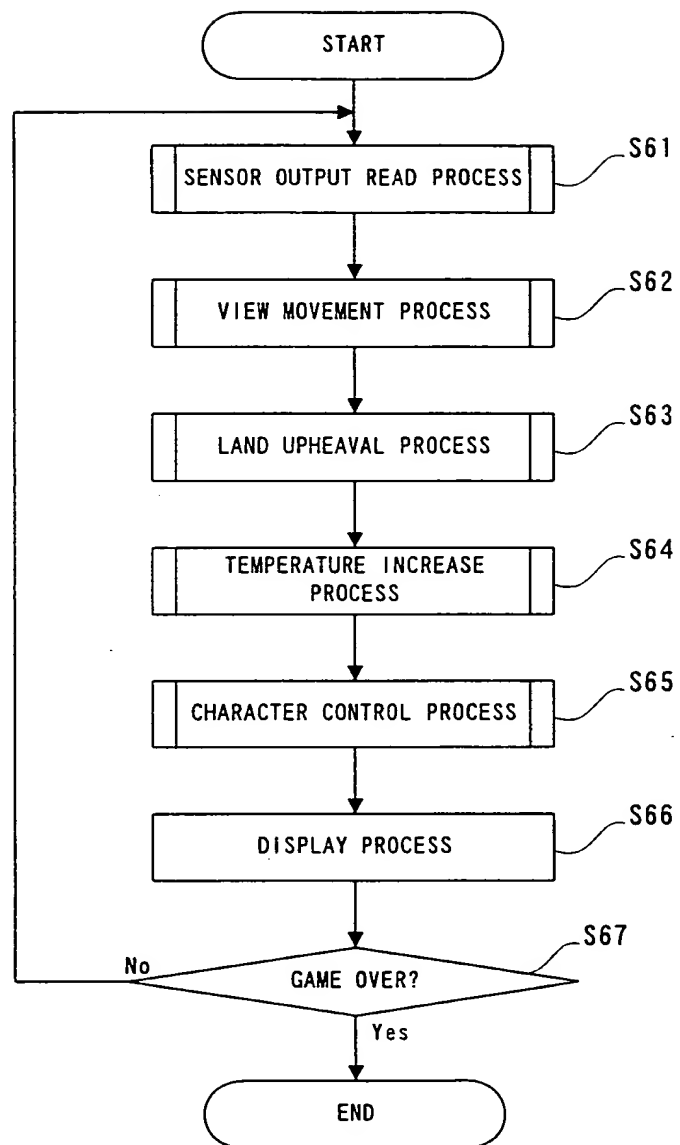 START
SENSOR OUTPUT READ PROCESS
S61
VIEW MOVEMENT PROCESS
S62
LAND UPHEAVAL PROCESS
S63
TEMPERATURE INCREASE
PROCESS
S64
CHARACTER CONTROL PROCESS
S65
DISPLAY PROCESS
S66
GAME OVER?
S67
No
Yes
END